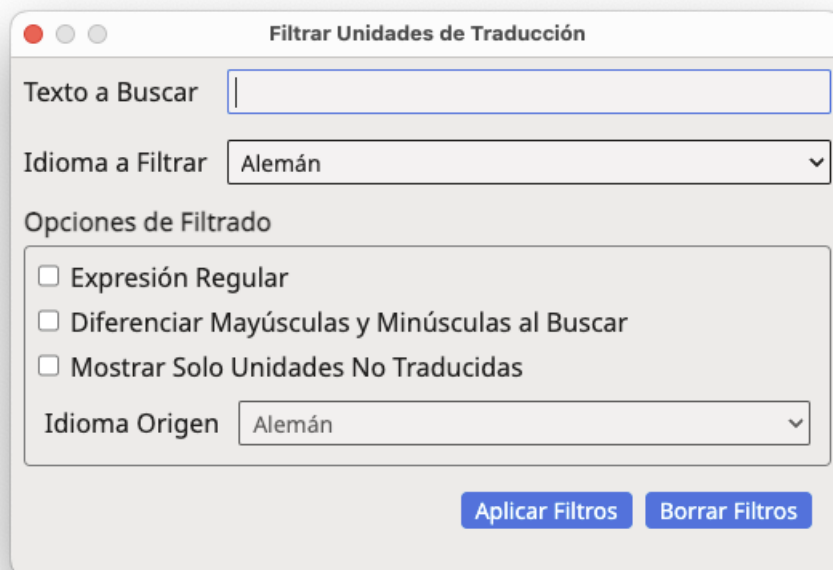 Filtrar Unidades de Traducción
Texto a Buscar
Idioma a Filtrar Alemán
Opciones de Filtrado
Expresión Regular
Diferenciar Mayúsculas y Minúsculas al Buscar
Mostrar Solo Unidades No Traducidas
Idioma Origen Alemán
Aplicar Filtros Borrar Filtros